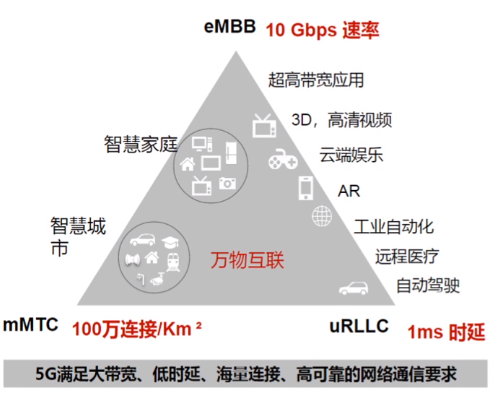 eMBB 10 Gbps 速率
超高带宽应用
3D，高清视频
智慧家庭
云端娱乐
AR
智慧城
市
工业自动化
万物互联
远程医疗
自动驾驶
mMTC 100万连接/Km²
uRLLC 1ms 时延
5G满足大带宽、低时延、海量连接、高可靠的网络通信要求